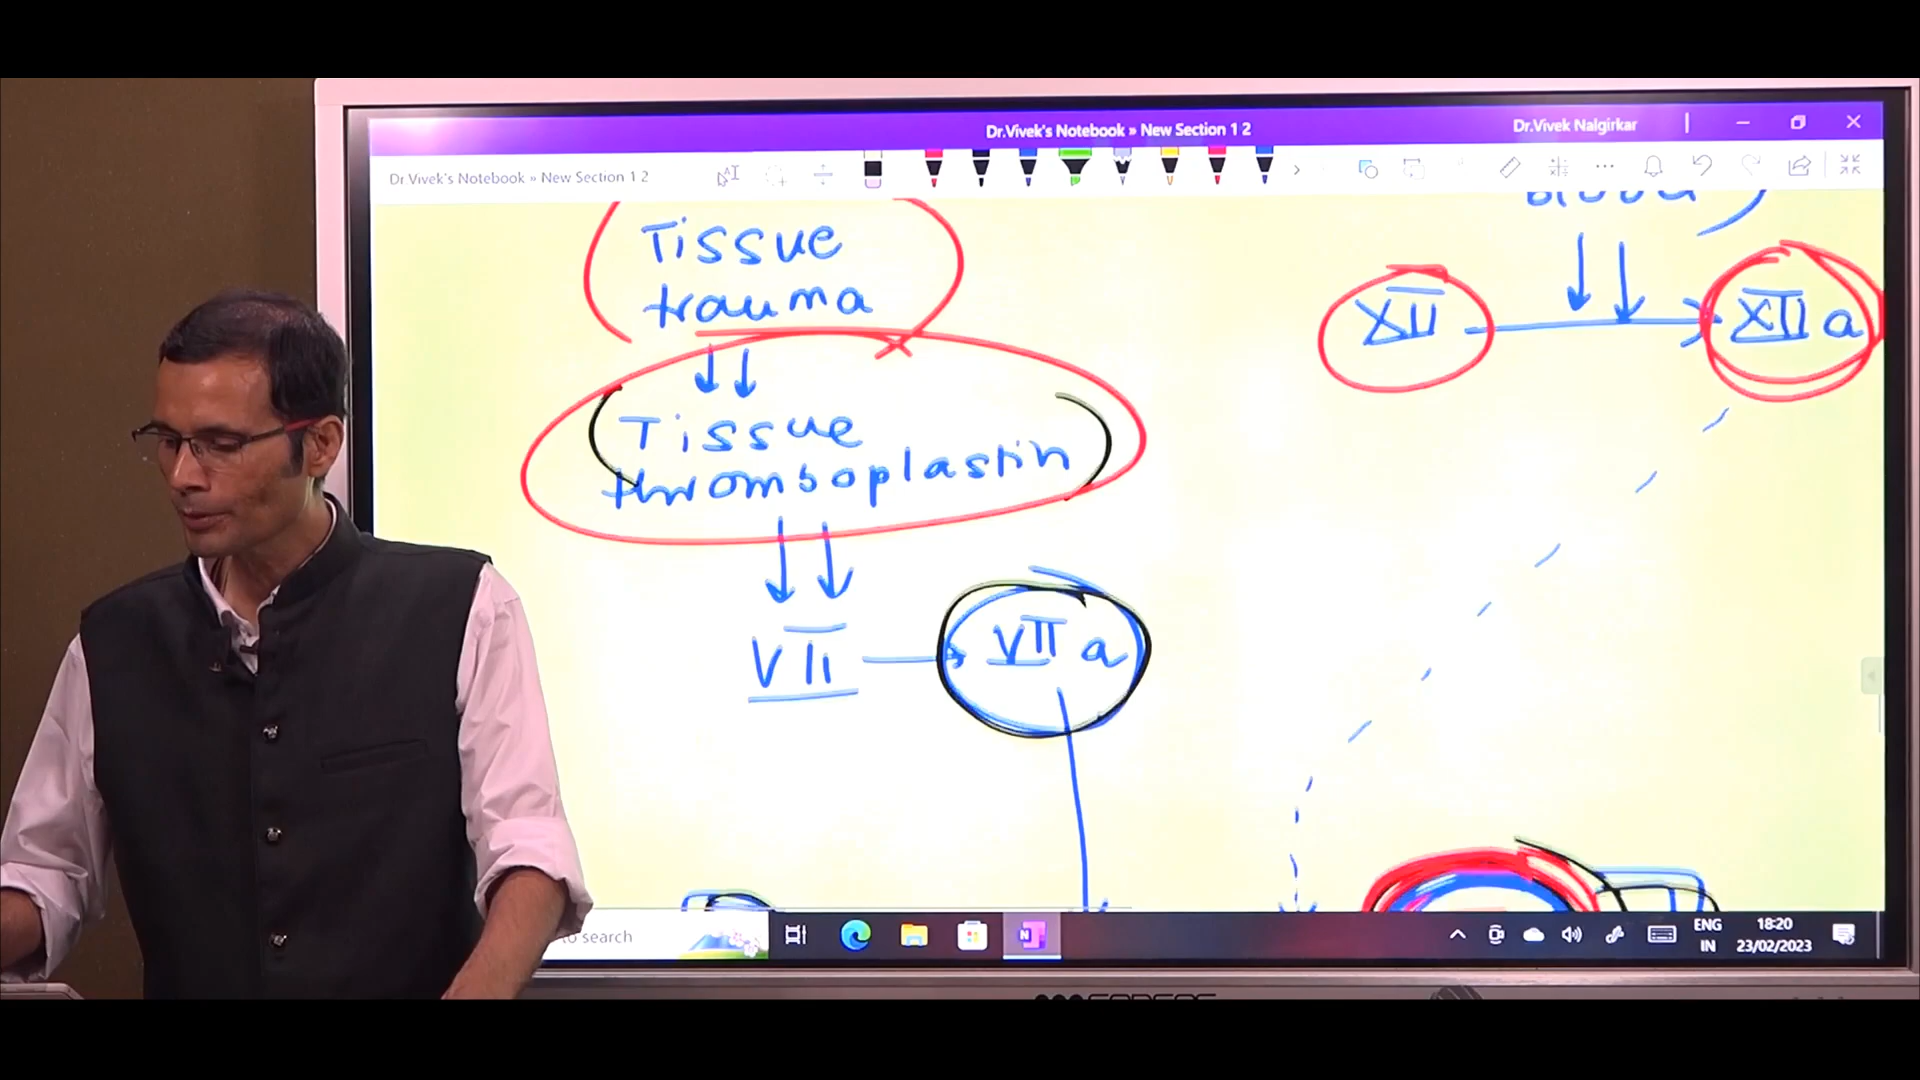 Dr.Vivek's Notebook » New Section 1 2
Dr.Vivek Nalgirkar
Dr.Vivek's Notebook » New Section 1 2
Tissue
trauma
Tissue
thromboplastin
VII VII a
XII XII a
to search
ENG
IN
18:20
23/02/2023